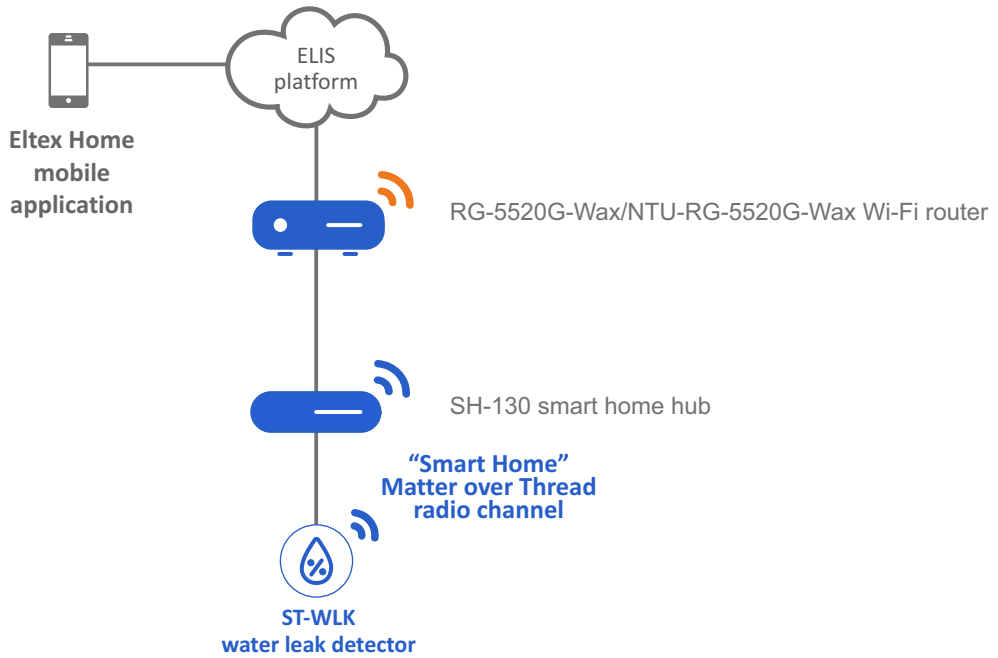 ELIS
platform
Eltex Home
mobile
application
RG-5520G-Wax/NTU-RG-5520G-Wax Wi-Fi router
SH-130 smart home hub
“Smart Home”
Matter over Thread
radio channel
%
ST-WLK
water leak detector